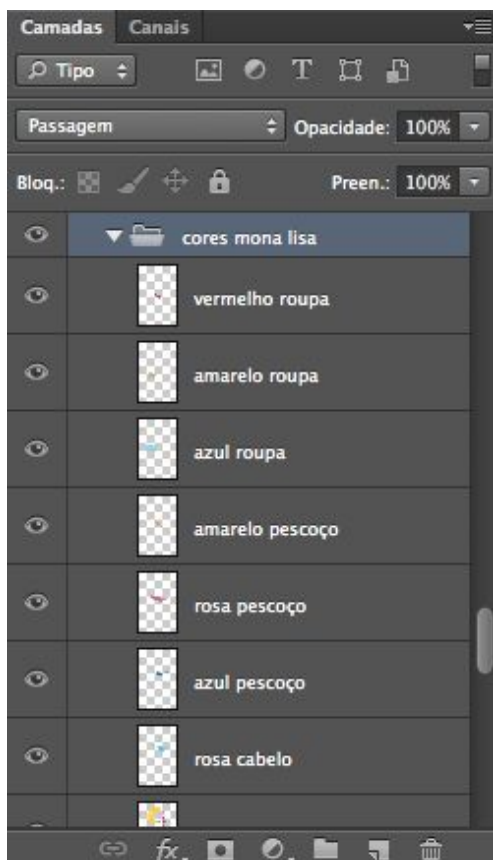 Camadas Canais
Tipo
Passagem Opacidade: 100%
Bloq.: Preen.: 100%
cores mona lisa
vermelho roupa
amarelo roupa
azul roupa
amarelo pescoço
rosa pescoço
azul pescoço
rosa cabelo
fx